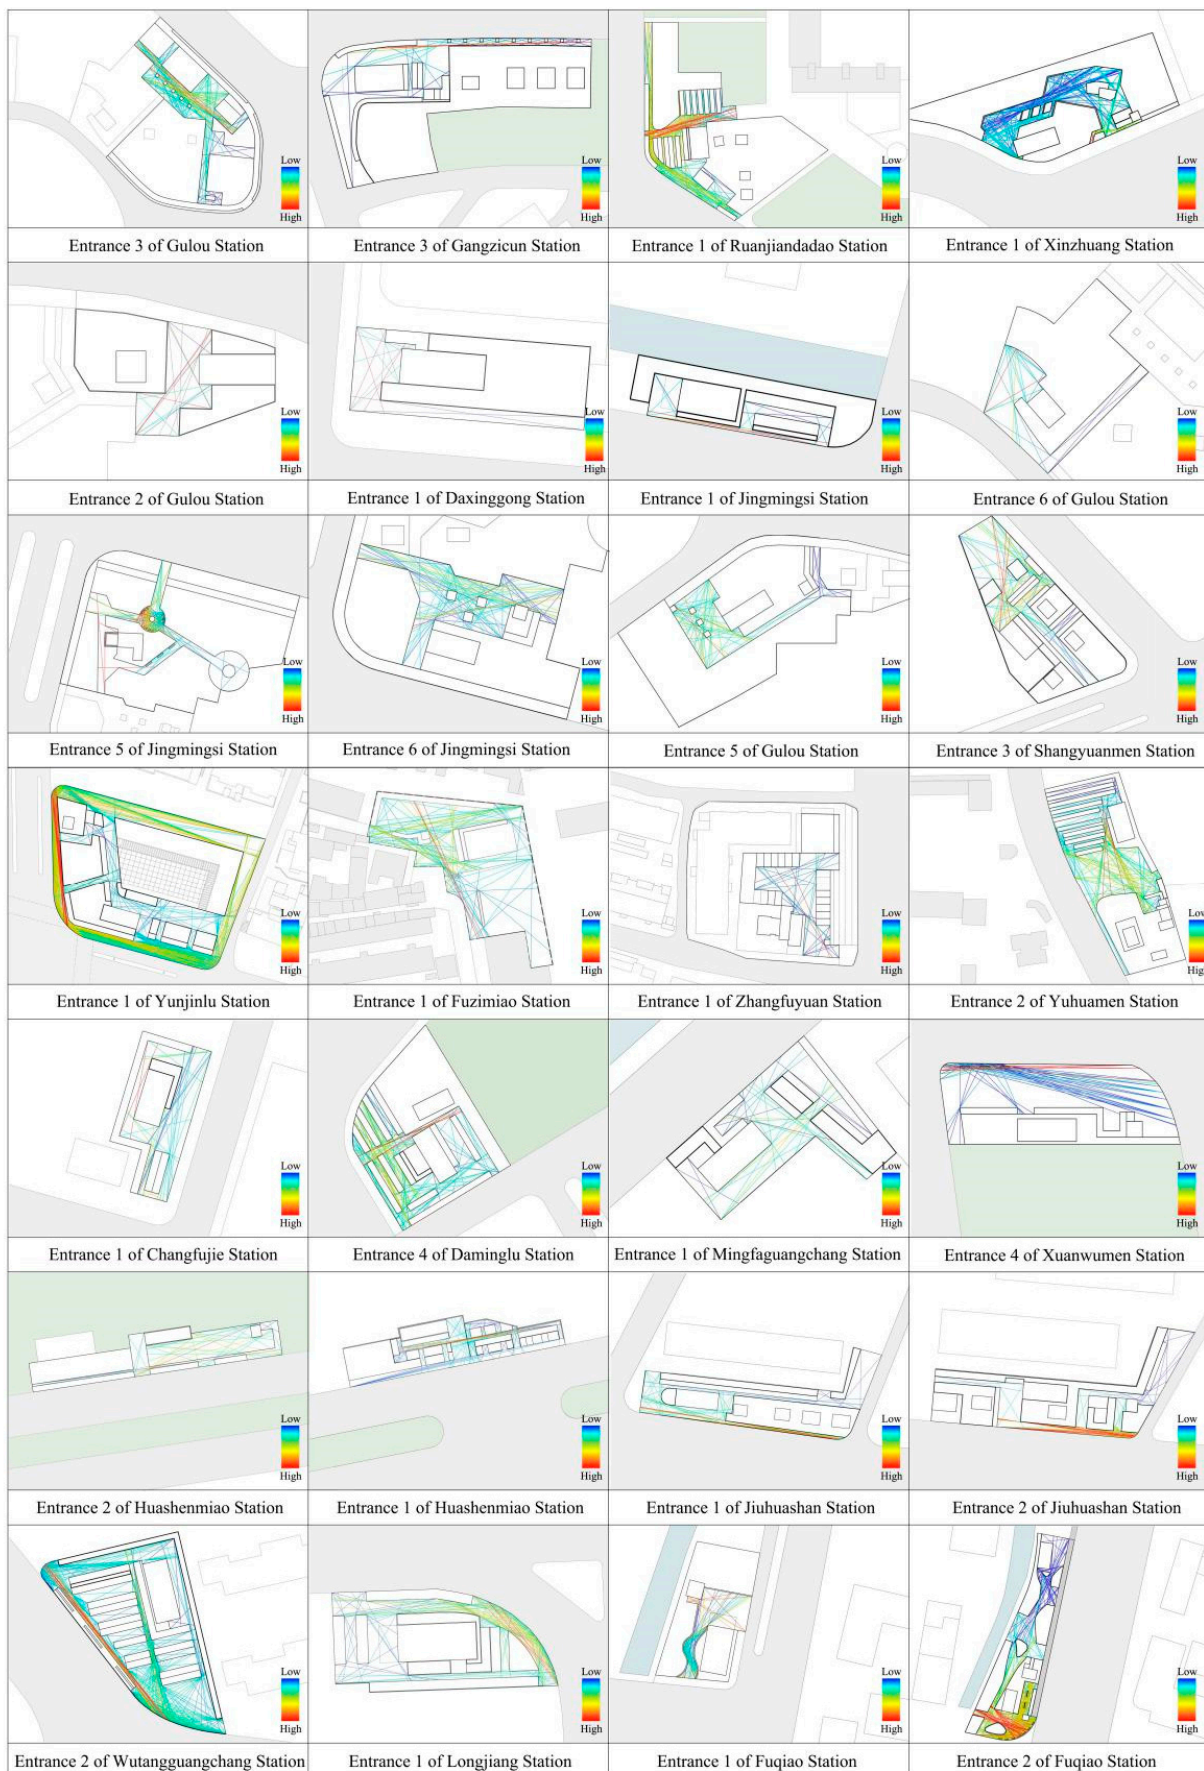 Low
High
Entrance 3 of Gulou Station
Low
High
Entrance 3 of Gangzicun Station
Low
High
Entrance 1 of Ruanjiandadao Station
Low
High
Entrance 1 of Xinzhuang Station
Low
High
Entrance 2 of Gulou Station
Low
High
Entrance 1 of Daxinggong Station
Low
High
Entrance 1 of Jingmingsi Station
Low
High
Entrance 6 of Gulou Station
Low
High
Entrance 5 of Jingmingsi Station
Low
High
Entrance 6 of Jingmingsi Station
Low
High
Entrance 5 of Gulou Station
Low
High
Entrance 3 of Shangyuanmen Station
Low
High
Entrance 1 of Yunjinlu Station
Low
High
Entrance 1 of Fuzimiao Station
Low
High
Entrance 1 of Zhangfuyuan Station
Low
High
Entrance 2 of Yuhuamen Station
Low
High
Entrance 1 of Changfujie Station
Low
High
Entrance 4 of Daminglu Station
Low
High
Entrance 1 of Mingfaguangchang Station
Low
High
Entrance 4 of Xuanwumen Station
Low
High
Entrance 2 of Huashenmiao Station
Low
High
Entrance 1 of Huashenmiao Station
Low
High
Entrance 1 of Jiuhuashan Station
Low
High
Entrance 2 of Jiuhuashan Station
Low
High
Entrance 2 of Wutangguangchang Station
Low
High
Entrance 1 of Longjiang Station
Low
High
Entrance 1 of Fuqiao Station
Low
High
Entrance 2 of Fuqiao Station